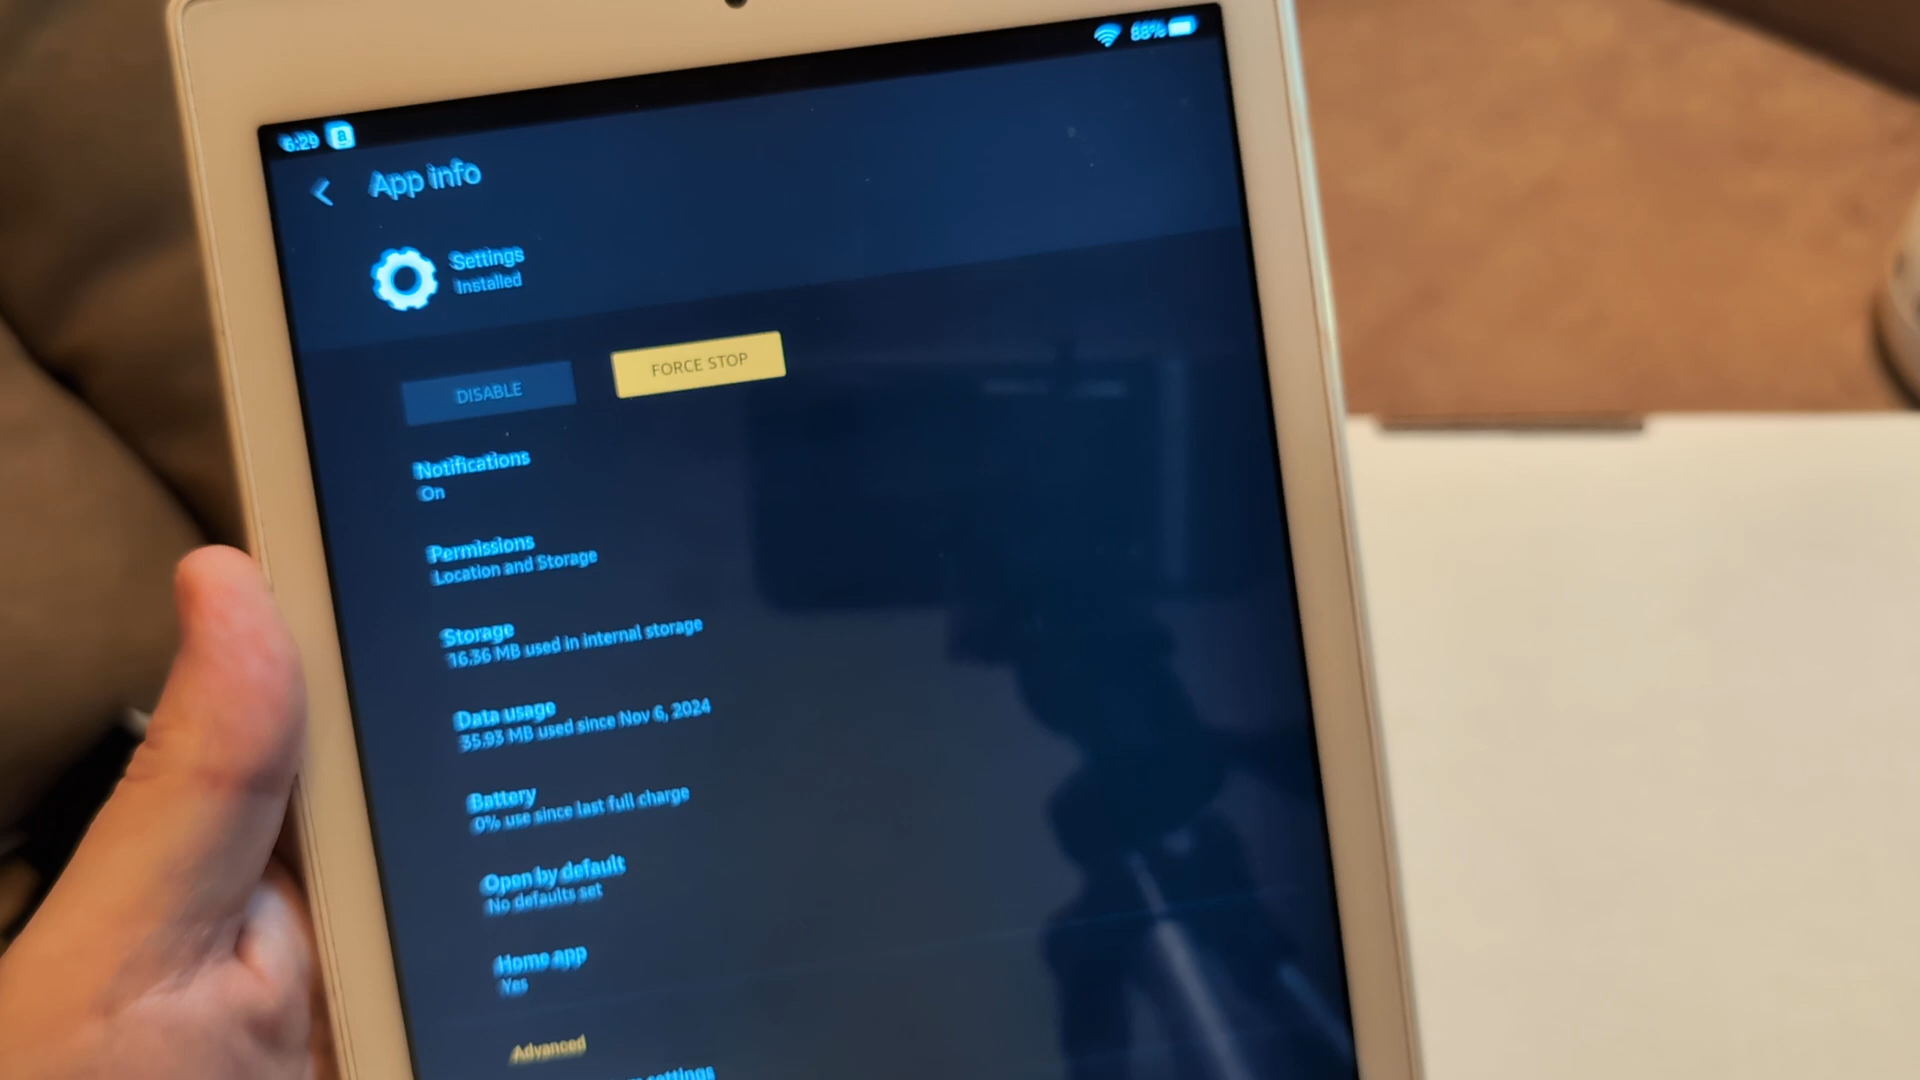 6:29 a 88%
App info
Settings
Installed
DISABLE
FORCE STOP
Notifications
On
Permissions
Location and Storage
Storage
16.36 MB used in internal storage
Data usage
35.93 MB used since Nov 6, 2024
Battery
0% use since last full charge
Open by default
No defaults set
Home app
Yes
Advanced
settings